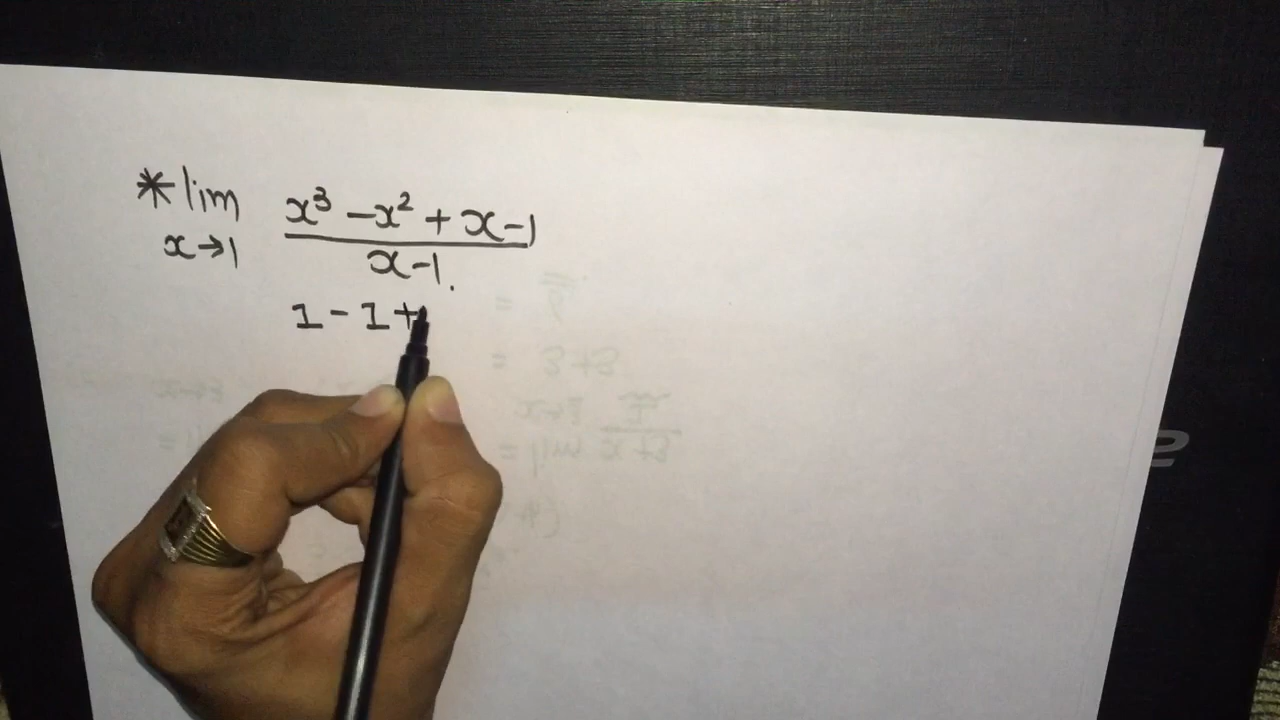 * lim x³ - x² + x - 1
x→1 x - 1.
1 - 1 +